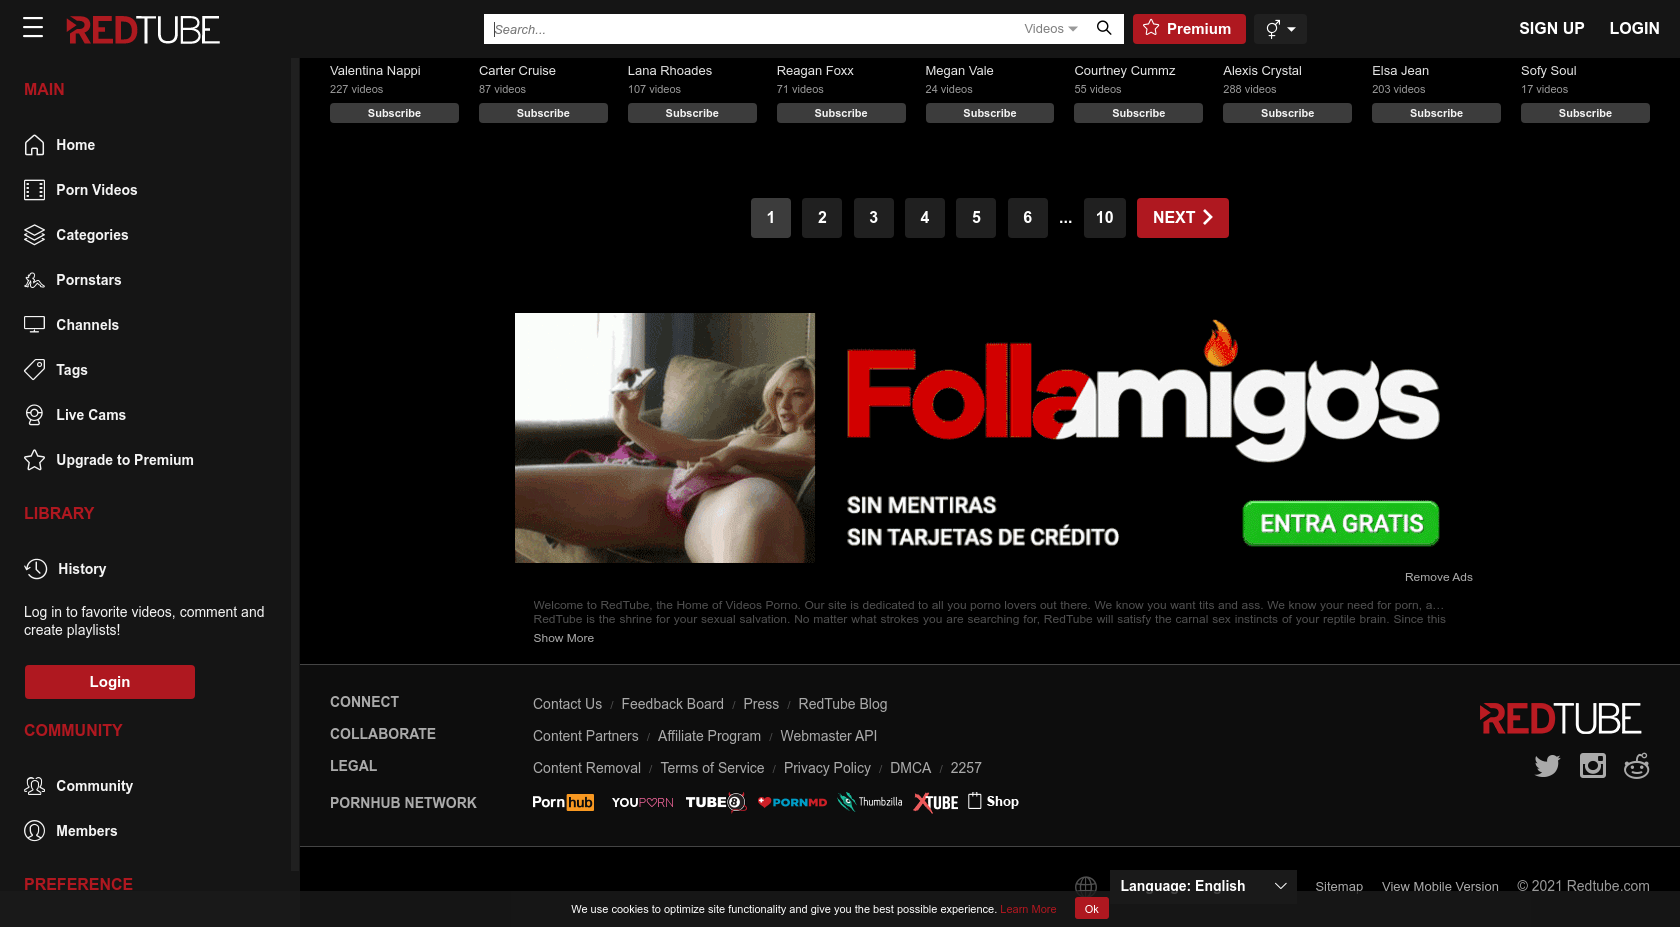 REDTUBE
Search...
Videos
Premium
SIGN UP
LOGIN
MAIN
Home
Porn Videos
Categories
Pornstars
Channels
Tags
Live Cams
Upgrade to Premium
LIBRARY
History
Log in to favorite videos, comment and
create playlists!
Login
COMMUNITY
Community
Members
PREFERENCE
Valentina Nappi Carter Cruise Lana Rhoades Reagan Foxx Megan Vale Courtney Cummz Alexis Crystal Elsa Jean Sofy Soul
227 videos 87 videos 107 videos 71 videos 24 videos 55 videos 288 videos 203 videos 17 videos
Subscribe Subscribe Subscribe Subscribe Subscribe Subscribe Subscribe Subscribe Subscribe
1 2 3 4 5 6 ... 10 NEXT
Follamigos
SIN MENTIRAS
SIN TARJETAS DE CRÉDITO
ENTRA GRATIS
Remove Ads
Welcome to RedTube, the Home of Videos Porno. Our site is dedicated to all you porno lovers out there. We know you want tits and ass. We know your need for porn, a...
RedTube is the shrine for your sexual salvation. No matter what strokes you are searching for, RedTube will satisfy the carnal sex instincts of your reptile brain. Since this
Show More
CONNECT Contact Us / Feedback Board / Press / RedTube Blog
COLLABORATE Content Partners / Affiliate Program / Webmaster API
LEGAL Content Removal / Terms of Service / Privacy Policy / DMCA / 2257
PORNHUB NETWORK Pornhub YOUPORN TUBE8 PORNMD Thumbzilla XTUBE Shop
REDTUBE
Language: English Sitemap View Mobile Version © 2021 Redtube.com
We use cookies to optimize site functionality and give you the best possible experience. Learn More Ok